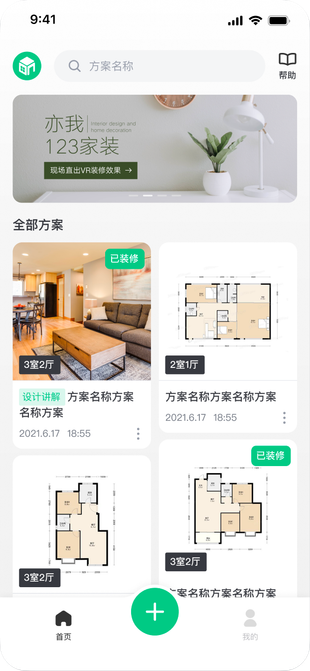 9:41
方案名称
帮助
亦我
Interior design and
home decoration
123家装
现场直出VR装修效果
全部方案
已装修
3室2厅
设计讲解 方案名称方案
名称方案
2021.6.17 18:55
2室1厅
方案名称方案名称方案
2021.6.17 18:55
3室2厅
已装修
3室2厅
方案名称方案名称方案
首页
我的